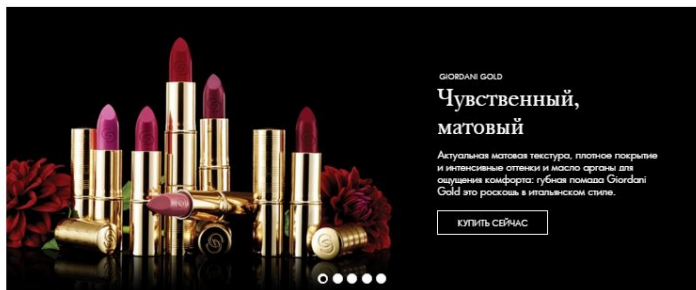 GIORDANI GOLD
Чувственный,
матовый
Актуальная матовая текстура, плотное покрытие
и интенсивные оттенки и масло арганы для
ощущения комфорта: губная помада Giordani
Gold это роскошь в итальянском стиле.
КУПИТЬ СЕЙЧАС